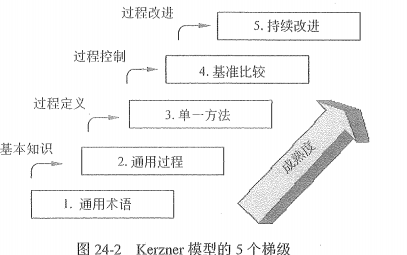 过程改进
5. 持续改进
过程控制
4. 基准比较
过程定义
3. 单一方法
基本知识
2. 通用过程
成熟度
1. 通用术语
图 24-2 Kerzner 模型的 5 个梯级